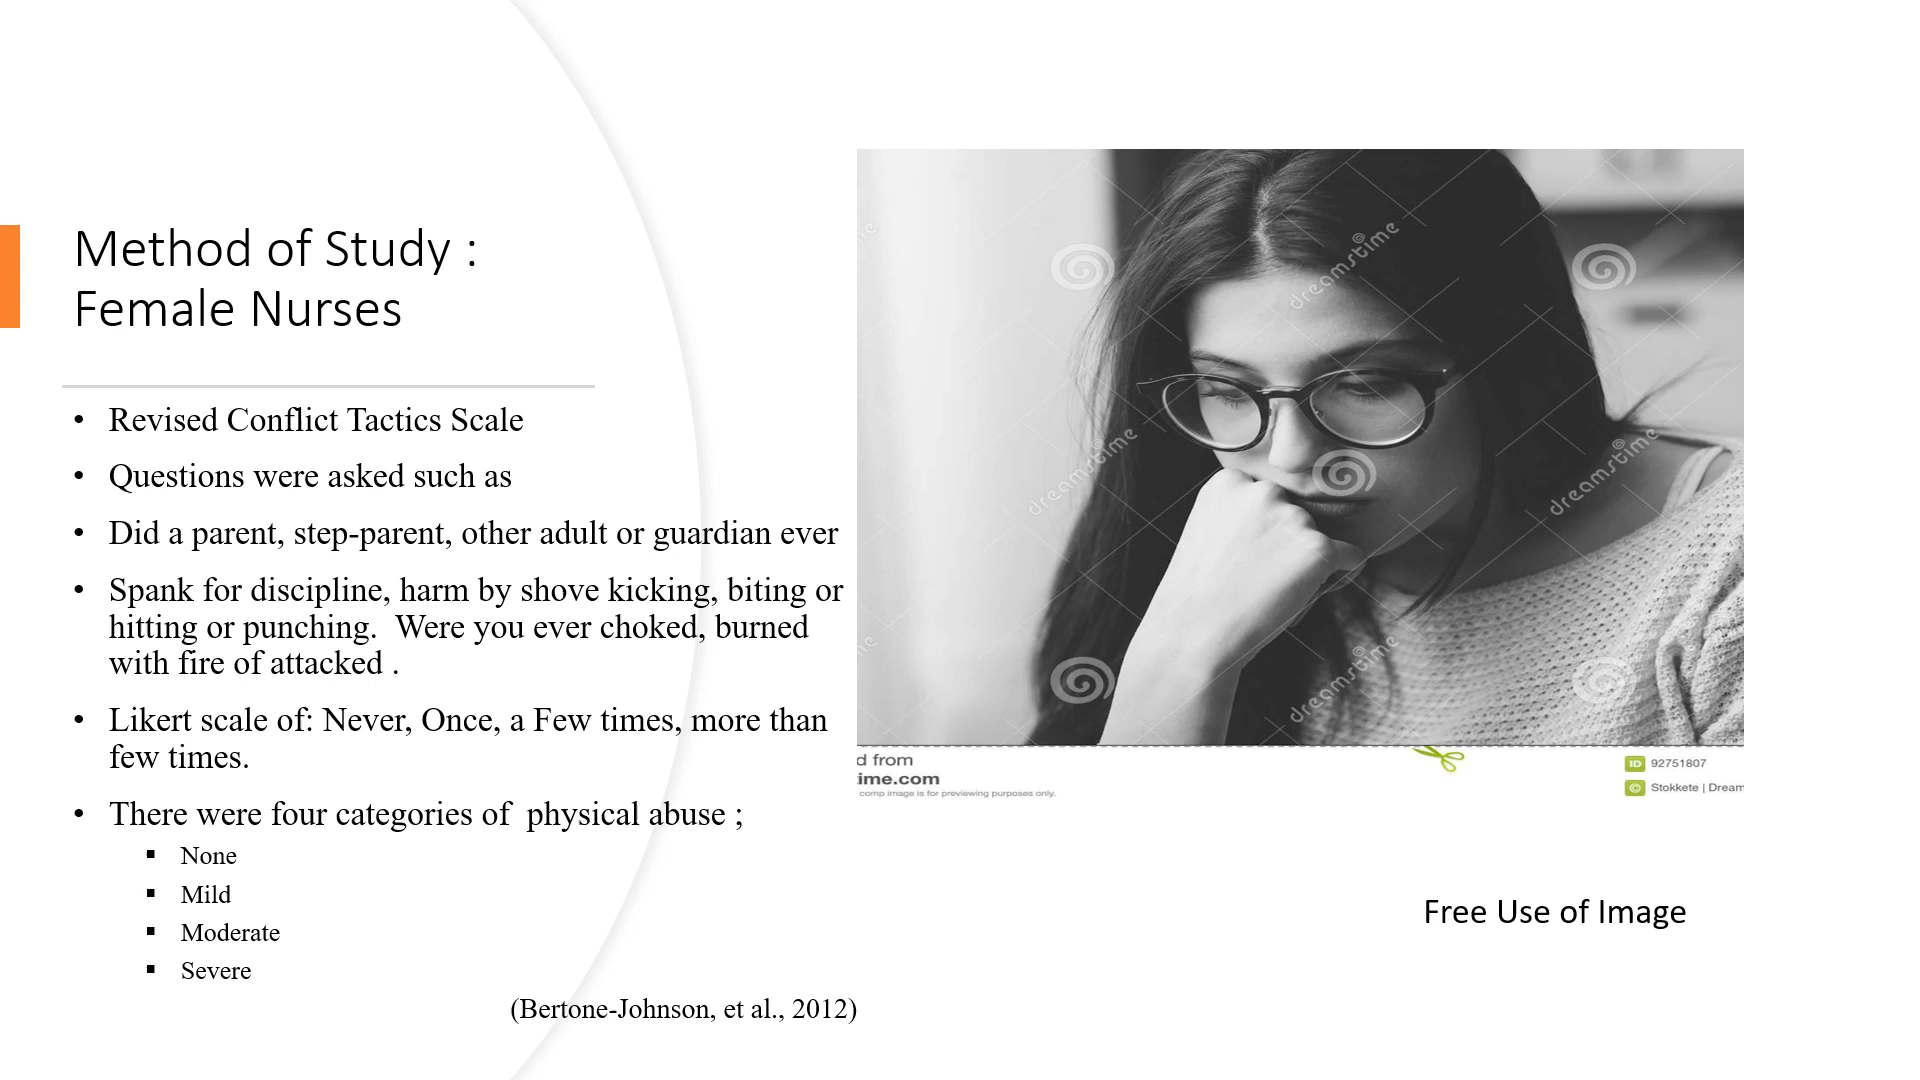 Method of Study :
Female Nurses
• Revised Conflict Tactics Scale
• Questions were asked such as
• Did a parent, step-parent, other adult or guardian ever
• Spank for discipline, harm by shove kicking, biting or
hitting or punching.  Were you ever choked, burned
with fire of attacked .
• Likert scale of: Never, Once, a Few times, more than
few times.
• There were four categories of  physical abuse ;
▪ None
▪ Mild
▪ Moderate
▪ Severe
(Bertone-Johnson, et al., 2012)
dreamstime
dreamstime
dreamstime
dreamstime
d from
ime.com
comp image is for previewing purposes only.
ID 92751807
© Stokkete | Dream
Free Use of Image